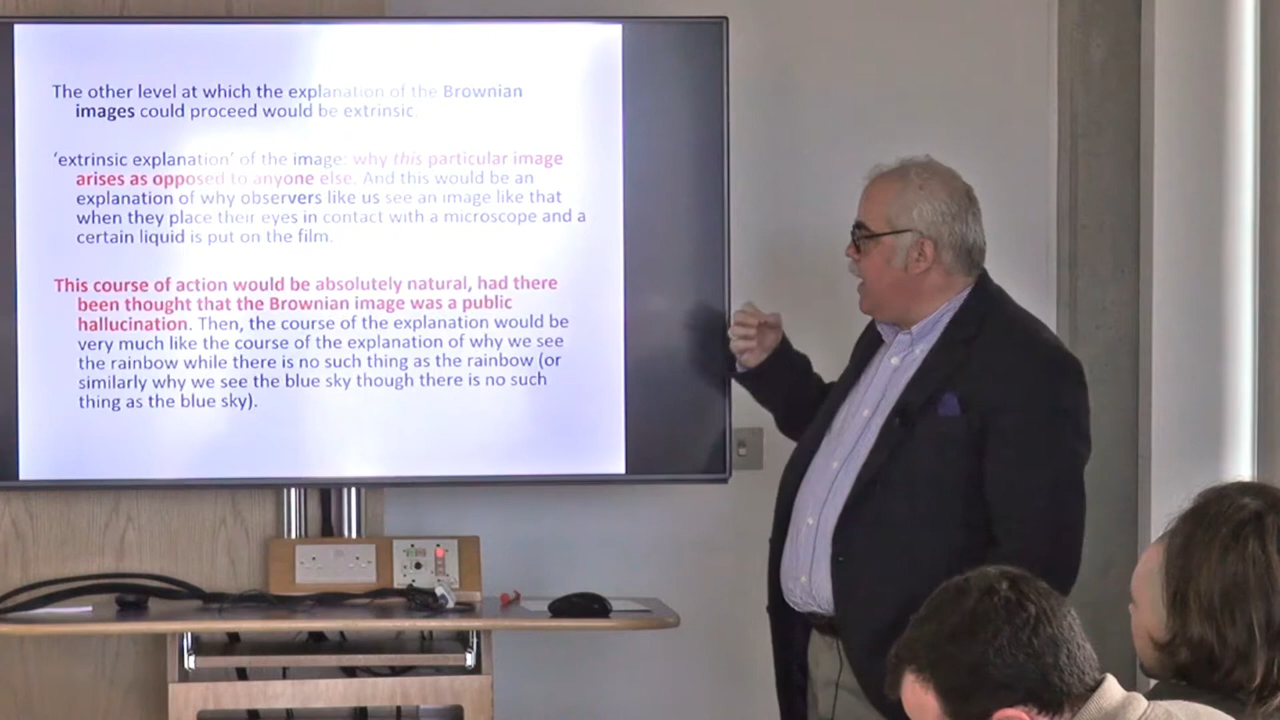 The other level at which the explanation of the Brownian
images could proceed would be extrinsic.
‘extrinsic explanation’ of the image: why this particular image
arises as opposed to anyone else. And this would be an
explanation of why observers like us see an image like that
when they place their eyes in contact with a microscope and a
certain liquid is put on the film.
This course of action would be absolutely natural, had there
been thought that the Brownian image was a public
hallucination. Then, the course of the explanation would be
very much like the course of the explanation of why we see
the rainbow while there is no such thing as the rainbow (or
similarly why we see the blue sky though there is no such
thing as the blue sky).